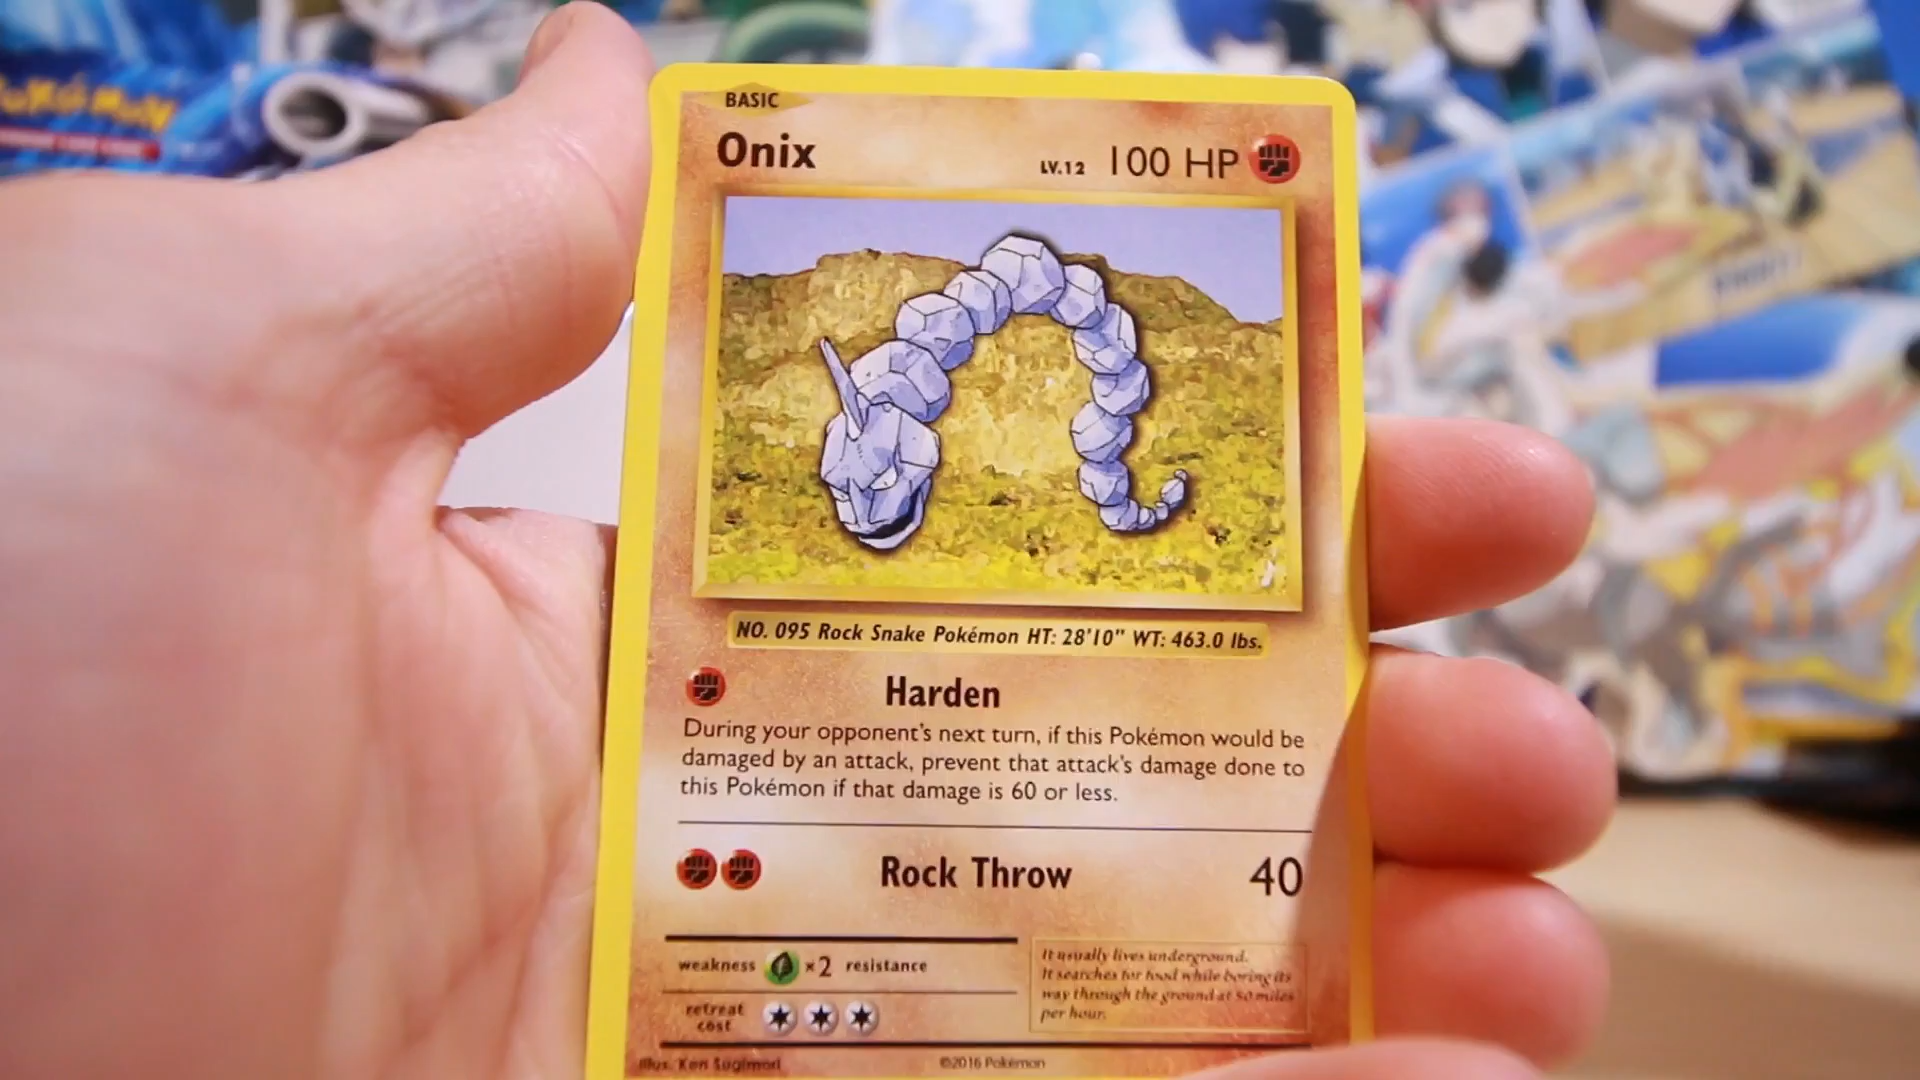 POKÉMON
BASIC
Onix LV.12 100 HP
NO. 095 Rock Snake Pokémon HT: 28'10" WT: 463.0 lbs.
Harden
During your opponent's next turn, if this Pokémon would be
damaged by an attack, prevent that attack's damage done to
this Pokémon if that damage is 60 or less.
Rock Throw 40
weakness ×2 resistance
retreat
cost
It usually lives underground.
It searches for food while boring its
way through the ground at 50 miles
per hour.
Illus. Ken Sugimori ©2016 Pokémon